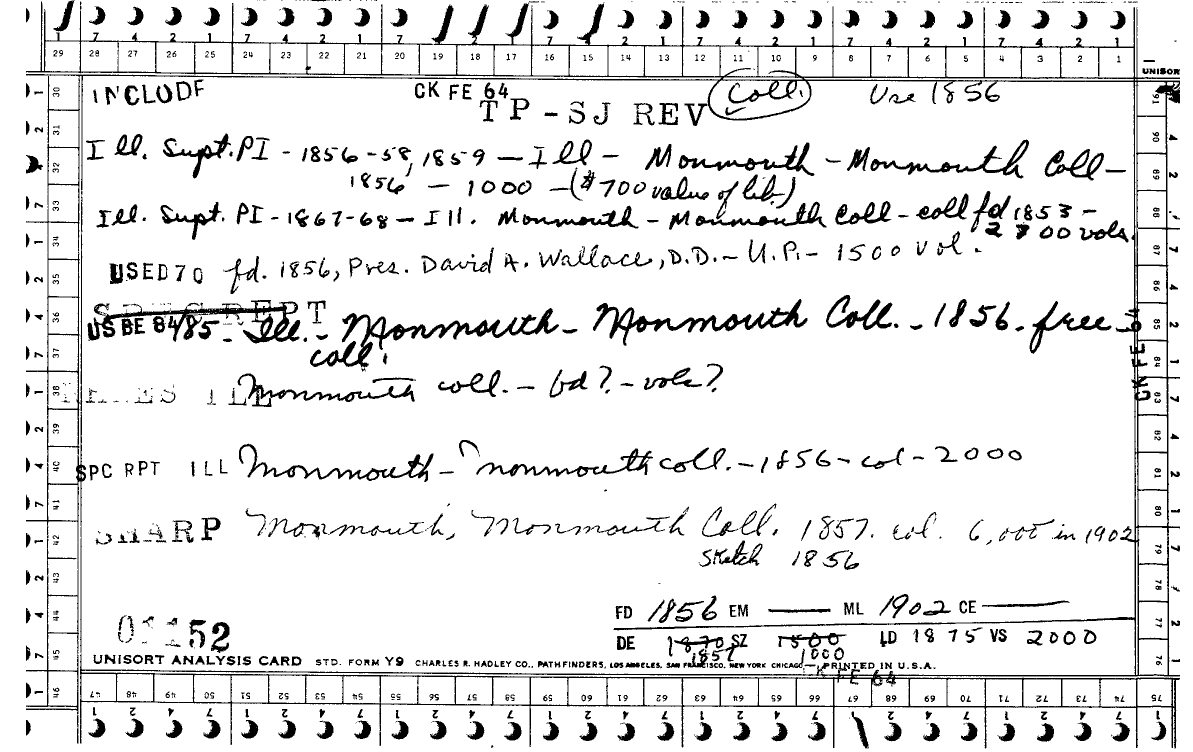 1 7 4 2 1 7 4 2 1 7 4 2 1 7 4 2 1 7 4 2 1 7 4 2 1 7 4 2 1
29 28 27 26 25 24 23 22 21 20 19 18 17 16 15 14 13 12 11 10 9 8 7 6 5 4 3 2 1
UNISORT
INCLUDE CK FE 64 Coll. Use 1856
TP-SJ REV
Ill. Supt. PI - 1856-58, 1859 - Ill - Monmouth - Monmouth Coll -
1856 - 1000 - ($700 value of lib.)
Ill. Supt. PI - 1867-68 - Ill. Monmouth - Monmouth Coll - coll fd 1853 -
2700 vols.
USED70 fd. 1856, Pres. David A. Wallace, D.D. - U.P. - 1500 vol.
SPEC REPT
US BE 84/85 - Ill. - Monmouth - Monmouth Coll. - 1856 - free
coll.
RHEES ILL Monmouth coll. - fd? - vols?
SPC RPT ILL Monmouth - Monmouth coll. - 1856 - col - 2000
SHARP Monmouth, Monmouth Coll. 1857. col. 6,000 in 1902
Sketch 1856
FD 1856 EM — ML 1902 CE —
DE 1870 SZ 1500 LD 1875 VS 2000
1857 1000
01152
UNISORT ANALYSIS CARD STD. FORM Y9 CHARLES R. HADLEY CO., PATHFINDERS, LOS ANGELES, SAN FRANCISCO, NEW YORK CHICAGO, PRINTED IN U.S.A.
CK FE 64
CK FE 64
30 31 32 33 34 35 36 37 38 39 40 41 42 43 44 45 46
91 90 89 88 87 86 85 84 83 82 81 80 79 78 77 76 75
47 48 49 50 51 52 53 54 55 56 57 58 59 60 61 62 63 64 65 66 67 68 69 70 71 72 73 74 75